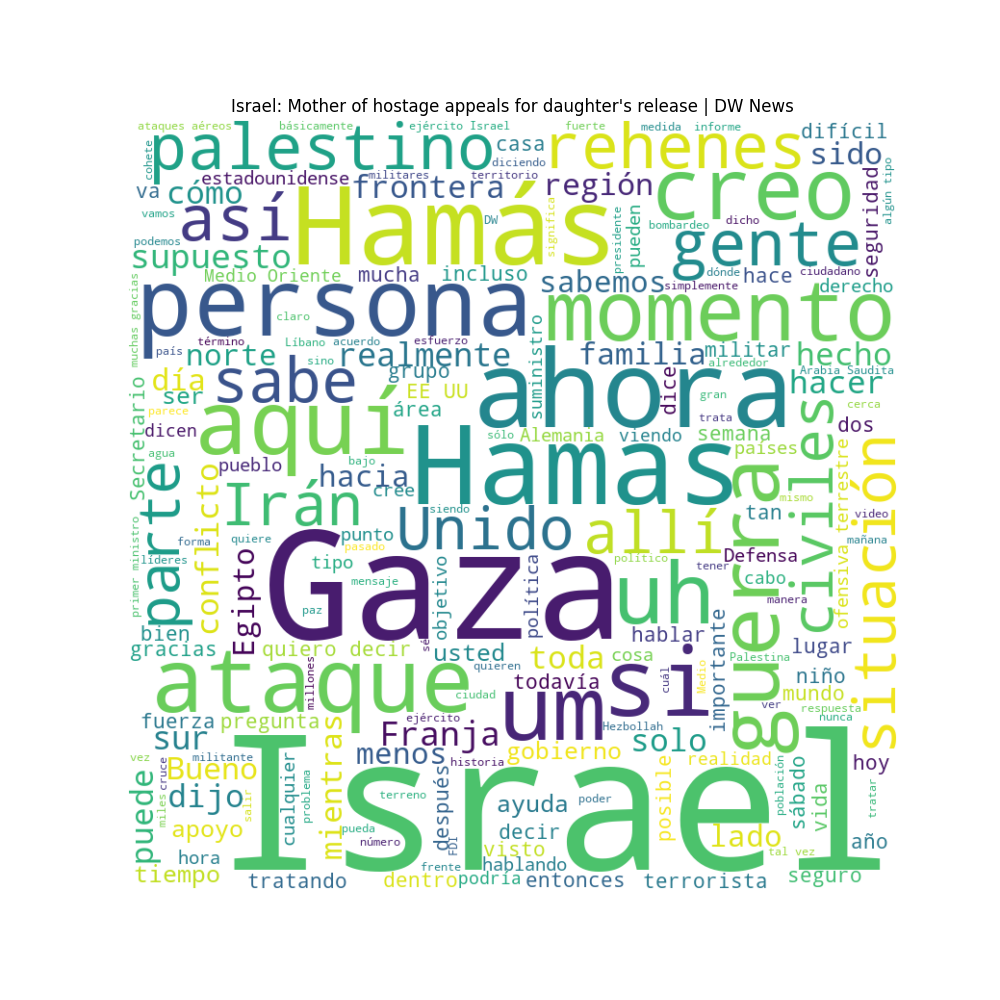 Israel: Mother of hostage appeals for daughter's release | DW News
ataques aéreos
básicamente
ejército Israel
fuerte
medida
informe
difícil
cohete
palestino
casa
rehenes
sido
diciendo
estadounidense
militares
territorio
frontera
región
creo
seguridad
algún tipo
va
cómo
vamos
así
Hamás
DW
significa
presidente
pueden
dicho
bombardeo
gente
podemos
supuesto
Medio Oriente
mucha
incluso
sabemos
simplemente
dónde
hace
ciudadano
derecho
muchas gracias
persona
claro
momento
término
Líbano
acuerdo
esfuerzo
país
norte
sino
realmente
suministro
familia
militar
hecho
alrededor
Arabia Saudita
día
ser
sabe
grupo
EE UU
ahora
dice
gran
hacer
cerca
parece
Secretario
aquí
área
trata
dicen
sólo
Alemania
viendo
semana
países
dos
agua
pueblo
bajo
hacia
Hamas
civiles
parte
conflicto
Irán
cree
siendo
guerra
mismo
tan
video
ofensiva terrestre
situación
primer ministro
líderes
forma
quiere
punto
pasado
Unido
allí
político
Defensa
mañana
Egipto
tipo
mensaje
paz
Gaza
objetivo
política
uh
tener
cabo
manera
bien
gracias
quiero decir
sé
usted
quieren
toda
cosa
hablar
importante
Palestina
lugar
ataque
millones
ciudad
todavía
um
si
cuál
Medio
niño
mundo
respuesta
nunca
ver
fuerza
pregunta
ejército
Franja
Hezbollah
sur
mientras
menos
historia
gobierno
solo
realidad
hoy
vez
cruce
militante
Bueno
Israel
puede
miles
dijo
salir
cualquier
problema
terreno
después
ayuda
poder
posible
población
sábado
vida
tratar
apoyo
pueda
número
FDI
decir
visto
lado
tal vez
año
hora
frente
hablando
tiempo
tratando
dentro
podría
entonces
terrorista
seguro